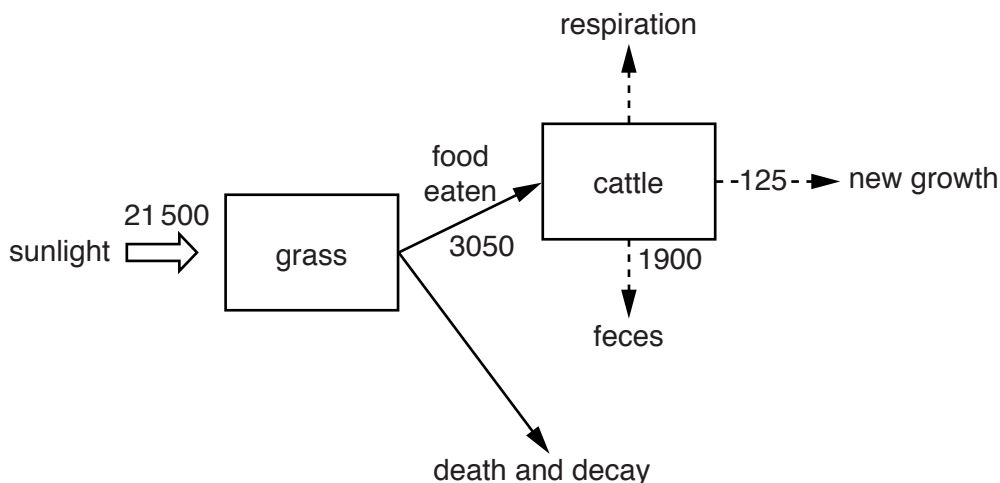 respiration
food
eaten
cattle
125
new growth
21 500
sunlight
grass
3050
1900
feces
death and decay